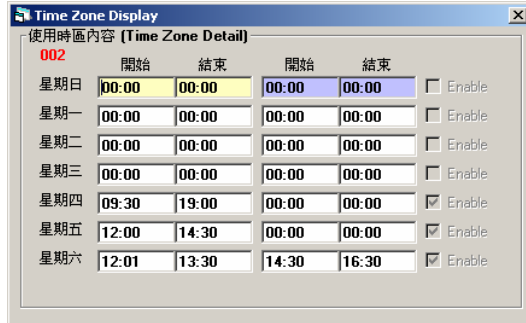 Time Zone Display
使用時區內容 (Time Zone Detail)
002
開始 結束 開始 結束
星期日 00:00 00:00 00:00 00:00 Enable
星期一 00:00 00:00 00:00 00:00 Enable
星期二 00:00 00:00 00:00 00:00 Enable
星期三 00:00 00:00 00:00 00:00 Enable
星期四 09:30 19:00 00:00 00:00 Enable
星期五 12:00 14:30 00:00 00:00 Enable
星期六 12:01 13:30 14:30 16:30 Enable